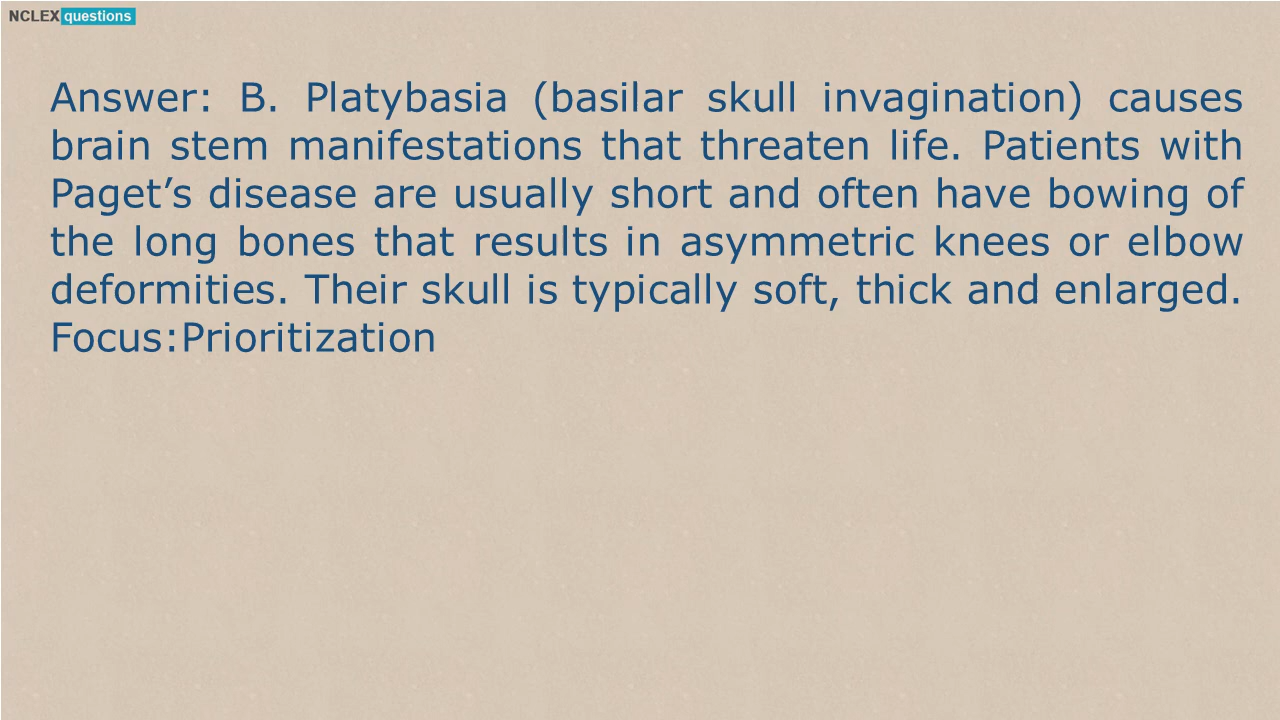 NCLEX questions
Answer: B. Platybasia (basilar skull invagination) causes
brain stem manifestations that threaten life. Patients with
Paget’s disease are usually short and often have bowing of
the long bones that results in asymmetric knees or elbow
deformities. Their skull is typically soft, thick and enlarged.
Focus:Prioritization